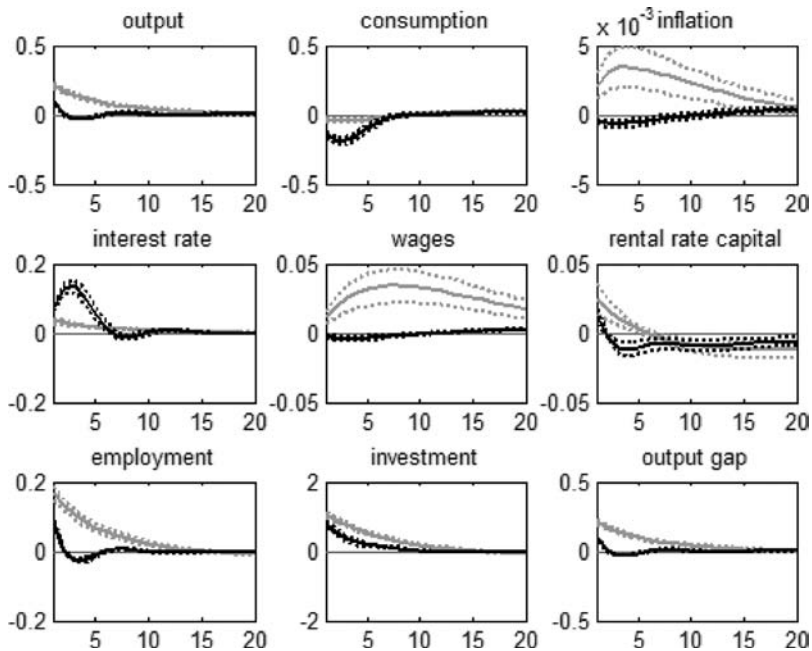 output
consumption
x 10-3 inflation
0.5
0
-0.5
5 10 15 20
0.5
0
-0.5
5 10 15 20
5
0
-5
5 10 15 20
interest rate
wages
rental rate capital
0.2
0
-0.2
5 10 15 20
0.05
0
-0.05
5 10 15 20
0.05
0
-0.05
5 10 15 20
employment
investment
output gap
0.2
0
-0.2
5 10 15 20
2
0
-2
5 10 15 20
0.5
0
-0.5
5 10 15 20